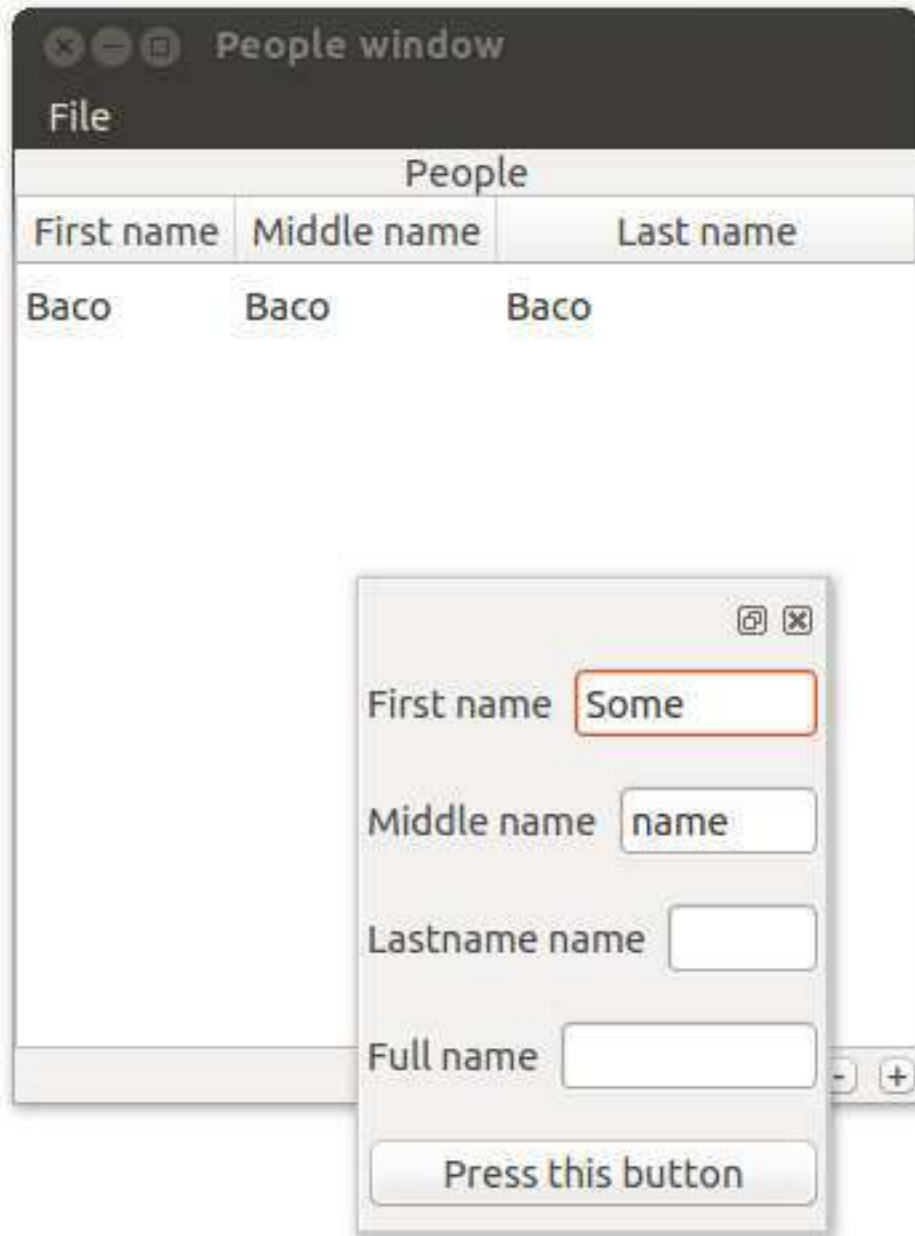 People window
File
People
First name Middle name Last name
Baco Baco Baco
First name Some
Middle name name
Lastname name
Full name
- +
Press this button